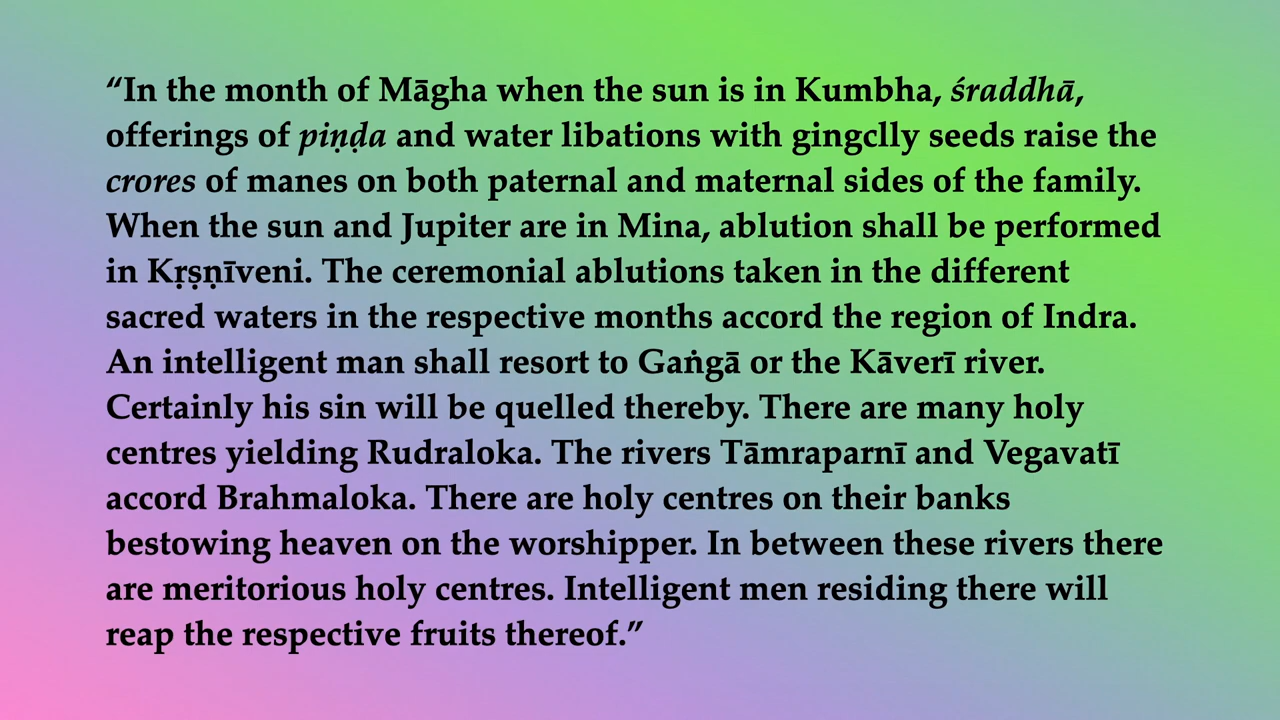 “In the month of Māgha when the sun is in Kumbha, śraddhā,
offerings of piṇḍa and water libations with gingclly seeds raise the
crores of manes on both paternal and maternal sides of the family.
When the sun and Jupiter are in Mina, ablution shall be performed
in Kṛṣṇīveni. The ceremonial ablutions taken in the different
sacred waters in the respective months accord the region of Indra.
An intelligent man shall resort to Gaṅgā or the Kāverī river.
Certainly his sin will be quelled thereby. There are many holy
centres yielding Rudraloka. The rivers Tāmraparnī and Vegavatī
accord Brahmaloka. There are holy centres on their banks
bestowing heaven on the worshipper. In between these rivers there
are meritorious holy centres. Intelligent men residing there will
reap the respective fruits thereof.”